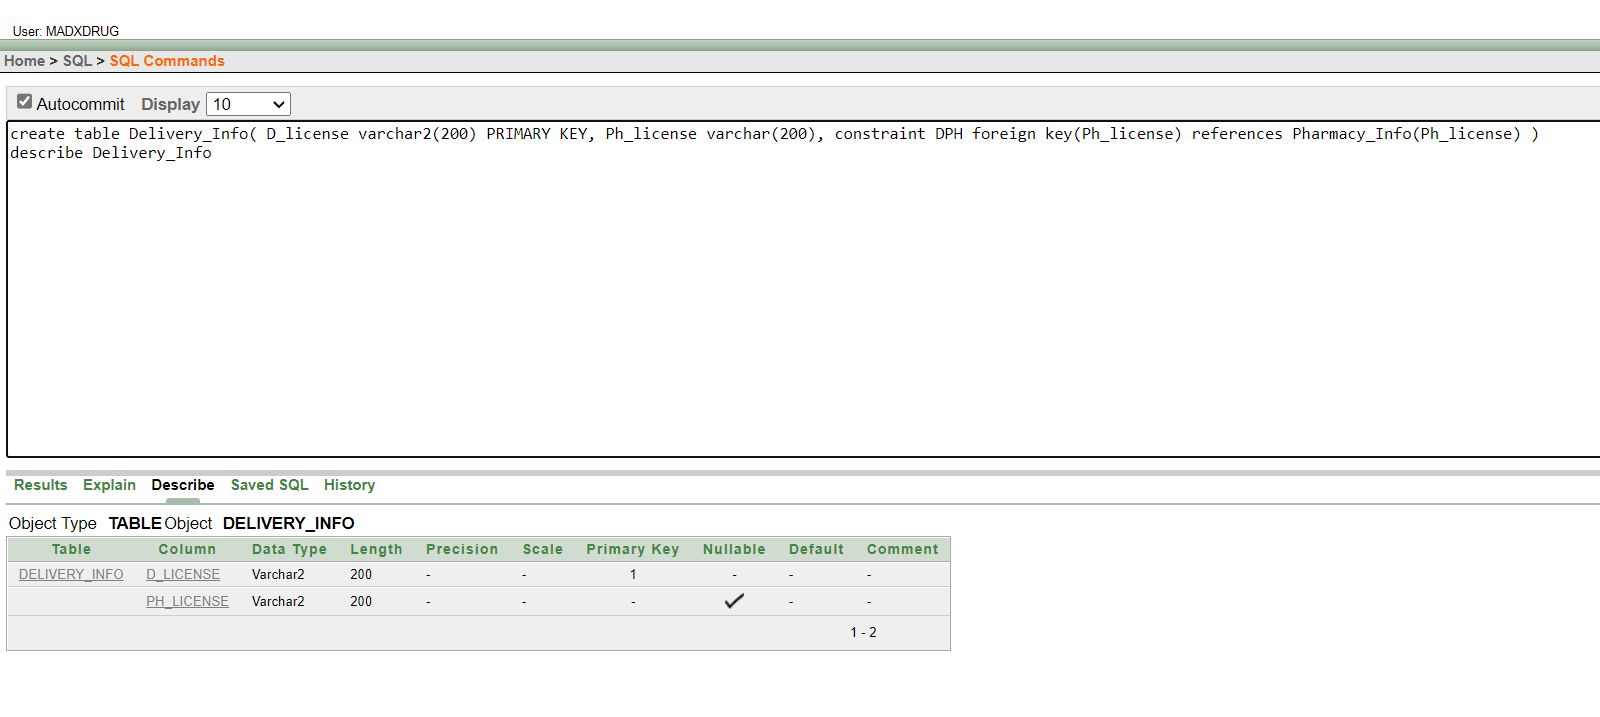 User: MADXDRUG
Home > SQL > SQL Commands
Autocommit Display 10
create table Delivery_Info( D_license varchar2(200) PRIMARY KEY, Ph_license varchar(200), constraint DPH foreign key(Ph_license) references Pharmacy_Info(Ph_license) )
describe Delivery_Info
Results Explain Describe Saved SQL History
Object Type TABLE Object DELIVERY_INFO
Table Column Data Type Length Precision Scale Primary Key Nullable Default Comment
DELIVERY_INFO D_LICENSE Varchar2 200 - - 1 - - -
PH_LICENSE Varchar2 200 - - - - -
1 - 2